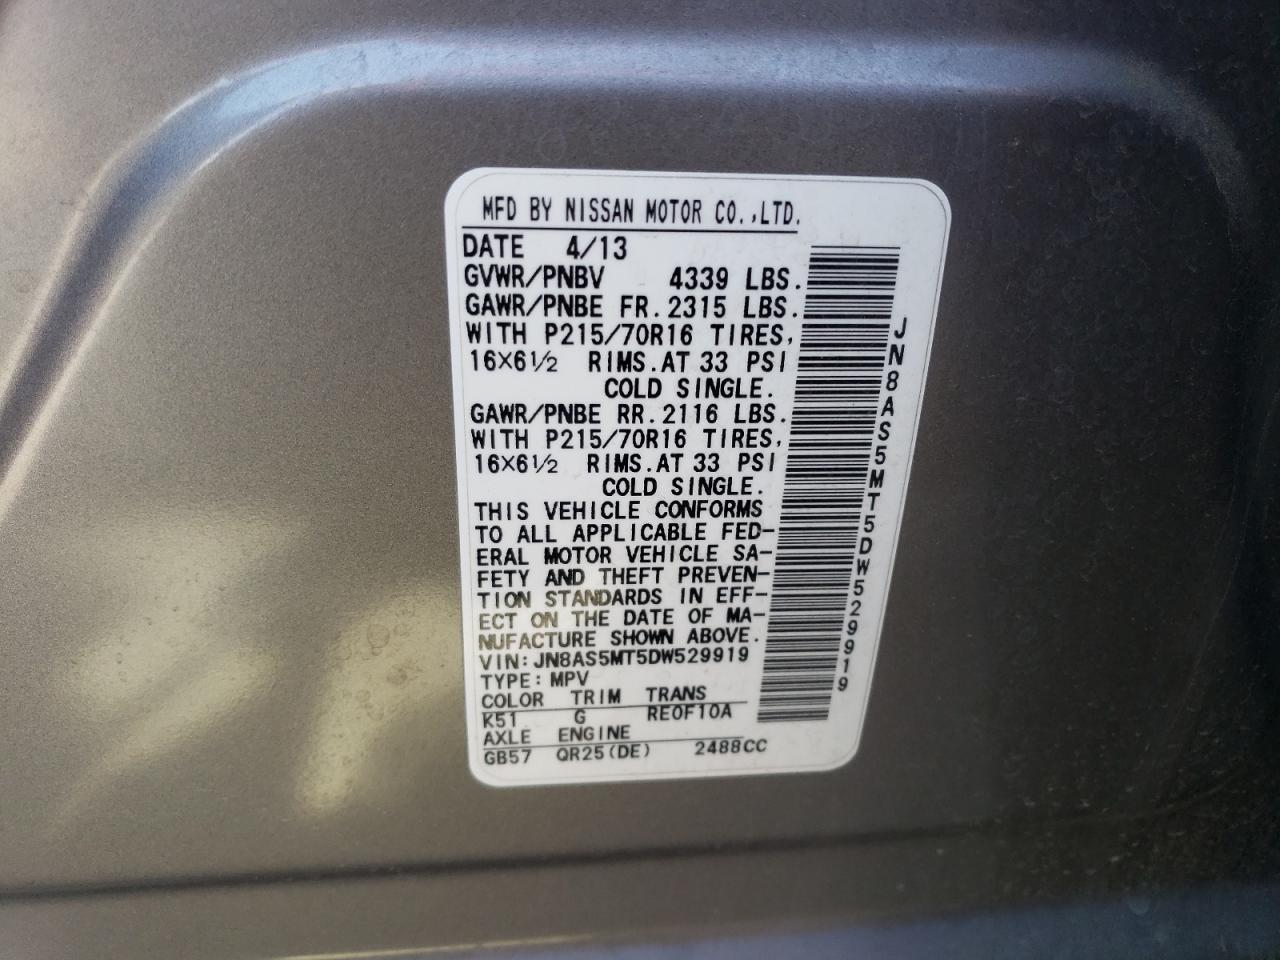 MFD BY NISSAN MOTOR CO.,LTD.
DATE 4/13
GVWR/PNBV 4339 LBS.
GAWR/PNBE FR. 2315 LBS.
WITH P215/70R16 TIRES,
16X6½ RIMS. AT 33 PSI
COLD SINGLE.
GAWR/PNBE RR. 2116 LBS.
WITH P215/70R16 TIRES,
16X6½ RIMS. AT 33 PSI
COLD SINGLE.
THIS VEHICLE CONFORMS
TO ALL APPLICABLE FED-
ERAL MOTOR VEHICLE SA-
FETY AND THEFT PREVEN-
TION STANDARDS IN EFF-
ECT ON THE DATE OF MA-
NUFACTURE SHOWN ABOVE.
VIN: JN8AS5MT5DW529919
TYPE: MPV
COLOR TRIM TRANS
K51 G RE0F10A
AXLE ENGINE
GB57 QR25(DE) 2488CC
JN8AS5MT5DW529919